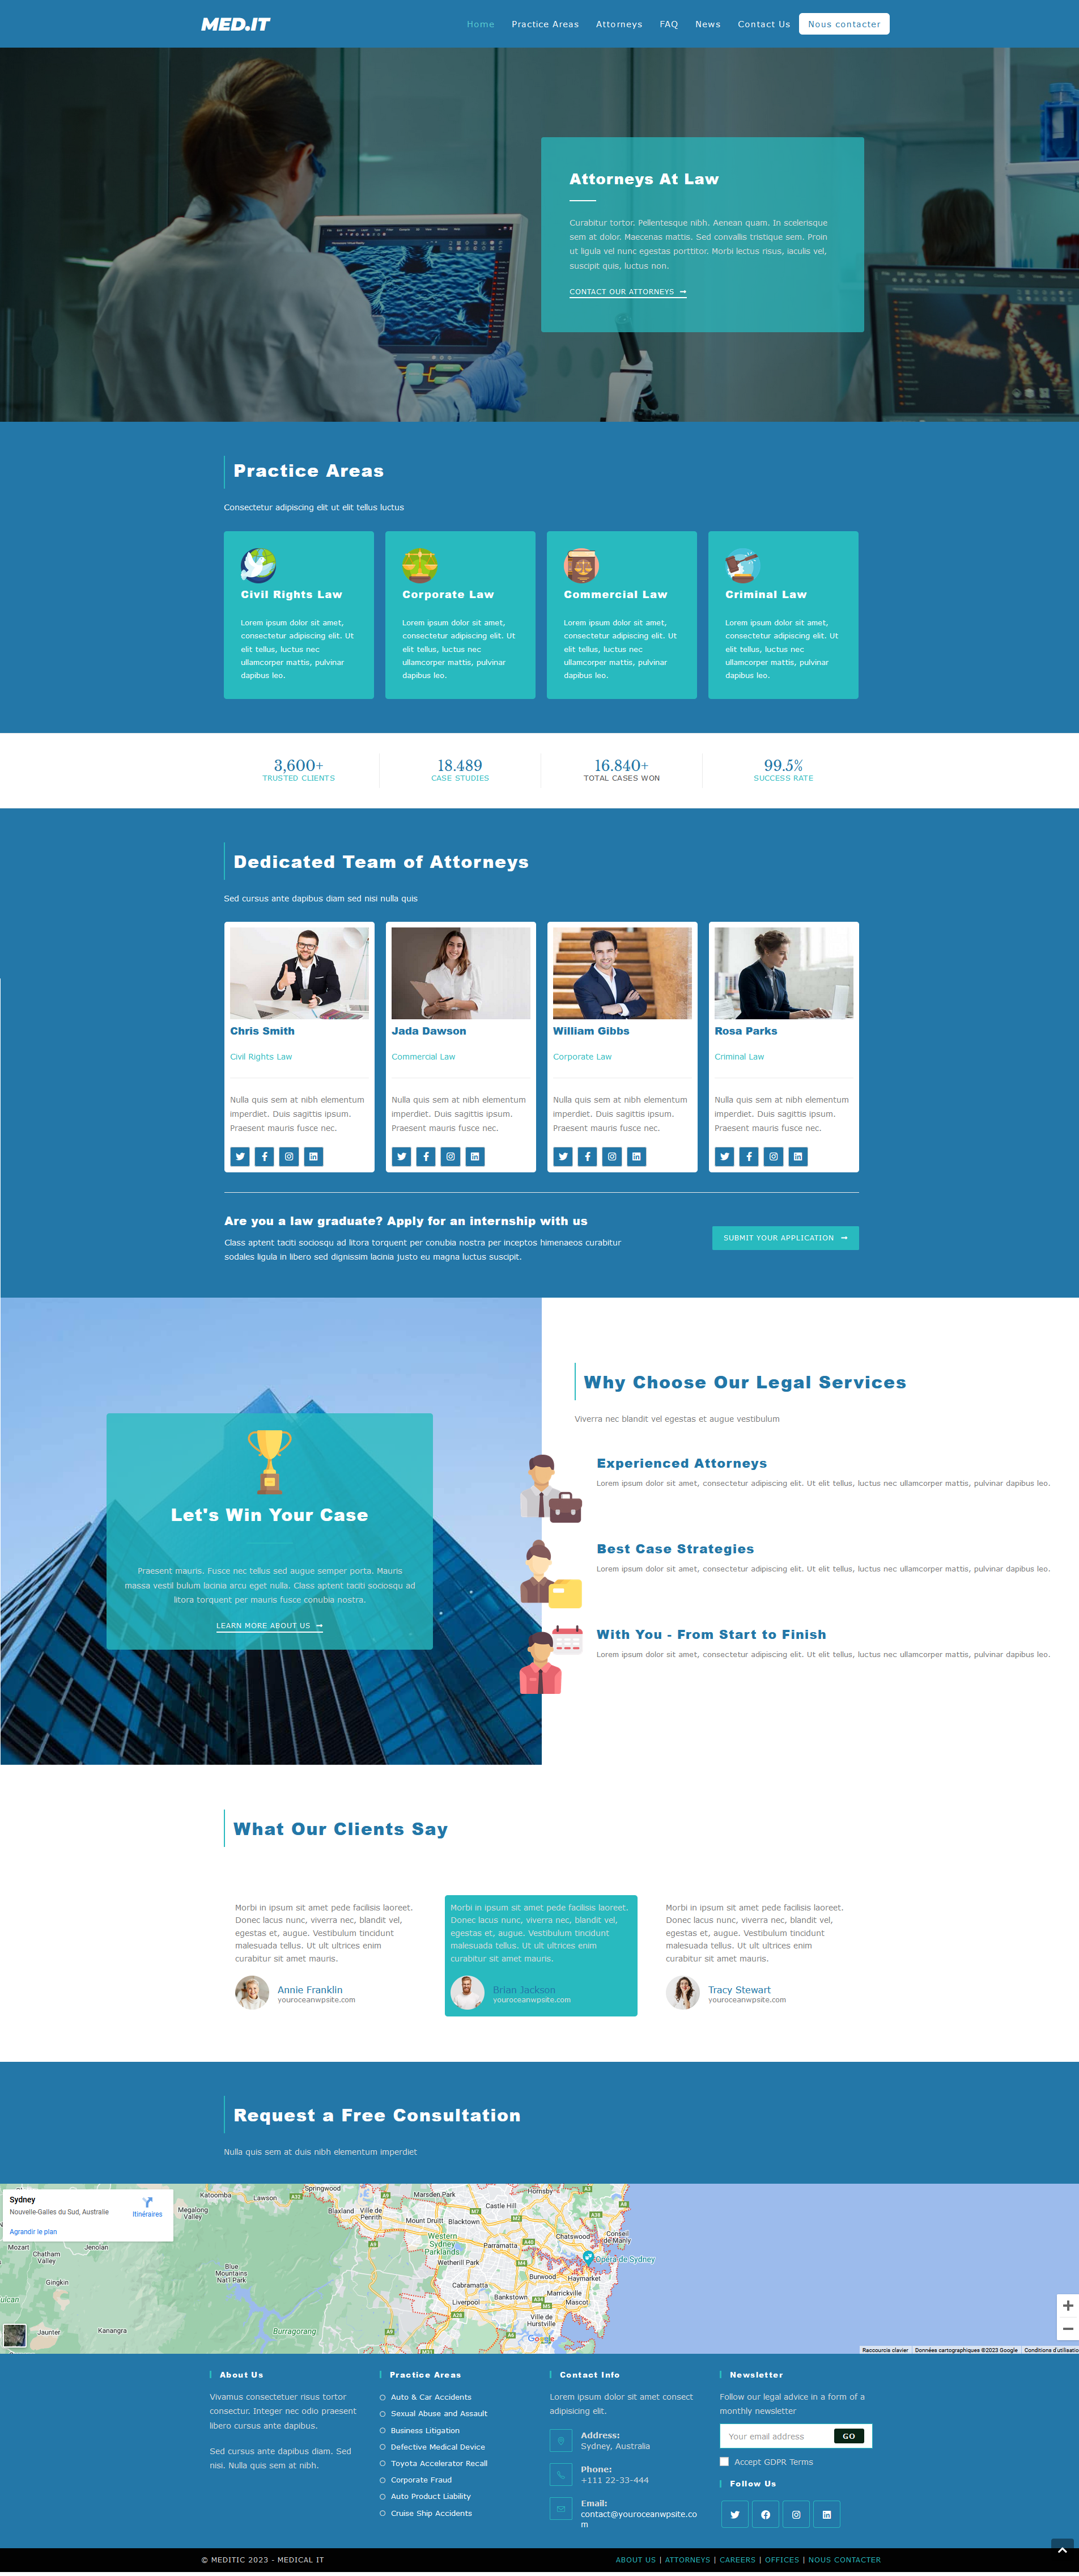 MED.IT
Home Practice Areas Attorneys FAQ News Contact Us Nous contacter
Attorneys At Law
Curabitur tortor. Pellentesque nibh. Aenean quam. In scelerisque
sem at dolor. Maecenas mattis. Sed convallis tristique sem. Proin
ut ligula vel nunc egestas porttitor. Morbi lectus risus, iaculis vel,
suscipit quis, luctus non.
CONTACT OUR ATTORNEYS
Practice Areas
Consectetur adipiscing elit ut elit tellus luctus
Civil Rights Law
Lorem ipsum dolor sit amet,
consectetur adipiscing elit. Ut
elit tellus, luctus nec
ullamcorper mattis, pulvinar
dapibus leo.
Corporate Law
Lorem ipsum dolor sit amet,
consectetur adipiscing elit. Ut
elit tellus, luctus nec
ullamcorper mattis, pulvinar
dapibus leo.
Commercial Law
Lorem ipsum dolor sit amet,
consectetur adipiscing elit. Ut
elit tellus, luctus nec
ullamcorper mattis, pulvinar
dapibus leo.
Criminal Law
Lorem ipsum dolor sit amet,
consectetur adipiscing elit. Ut
elit tellus, luctus nec
ullamcorper mattis, pulvinar
dapibus leo.
3,600+
TRUSTED CLIENTS
18.489
CASE STUDIES
16.840+
TOTAL CASES WON
99.5%
SUCCESS RATE
Dedicated Team of Attorneys
Sed cursus ante dapibus diam sed nisi nulla quis
Chris Smith
Civil Rights Law
Nulla quis sem at nibh elementum
imperdiet. Duis sagittis ipsum.
Praesent mauris fusce nec.
Jada Dawson
Commercial Law
Nulla quis sem at nibh elementum
imperdiet. Duis sagittis ipsum.
Praesent mauris fusce nec.
William Gibbs
Corporate Law
Nulla quis sem at nibh elementum
imperdiet. Duis sagittis ipsum.
Praesent mauris fusce nec.
Rosa Parks
Criminal Law
Nulla quis sem at nibh elementum
imperdiet. Duis sagittis ipsum.
Praesent mauris fusce nec.
Are you a law graduate? Apply for an internship with us
Class aptent taciti sociosqu ad litora torquent per conubia nostra per inceptos himenaeos curabitur
sodales ligula in libero sed dignissim lacinia justo eu magna luctus suscipit.
SUBMIT YOUR APPLICATION
Let's Win Your Case
Praesent mauris. Fusce nec tellus sed augue semper porta. Mauris
massa vestil bulum lacinia arcu eget nulla. Class aptent taciti sociosqu ad
litora torquent per mauris fusce conubia nostra.
LEARN MORE ABOUT US
Why Choose Our Legal Services
Viverra nec blandit vel egestas et augue vestibulum
Experienced Attorneys
Lorem ipsum dolor sit amet, consectetur adipiscing elit. Ut elit tellus, luctus nec ullamcorper mattis, pulvinar dapibus leo.
Best Case Strategies
Lorem ipsum dolor sit amet, consectetur adipiscing elit. Ut elit tellus, luctus nec ullamcorper mattis, pulvinar dapibus leo.
With You - From Start to Finish
Lorem ipsum dolor sit amet, consectetur adipiscing elit. Ut elit tellus, luctus nec ullamcorper mattis, pulvinar dapibus leo.
What Our Clients Say
Morbi in ipsum sit amet pede facilisis laoreet.
Donec lacus nunc, viverra nec, blandit vel,
egestas et, augue. Vestibulum tincidunt
malesuada tellus. Ut ult ultrices enim
curabitur sit amet mauris.
Annie Franklin
youroceanwpsite.com
Morbi in ipsum sit amet pede facilisis laoreet.
Donec lacus nunc, viverra nec, blandit vel,
egestas et, augue. Vestibulum tincidunt
malesuada tellus. Ut ult ultrices enim
curabitur sit amet mauris.
Brian Jackson
youroceanwpsite.com
Morbi in ipsum sit amet pede facilisis laoreet.
Donec lacus nunc, viverra nec, blandit vel,
egestas et, augue. Vestibulum tincidunt
malesuada tellus. Ut ult ultrices enim
curabitur sit amet mauris.
Tracy Stewart
youroceanwpsite.com
Request a Free Consultation
Nulla quis sem at duis nibh elementum imperdiet
Sydney
Nouvelle-Galles du Sud, Australie
Itinéraires
Agrandir le plan
Katoomba
Springwood
Lawson
Megalong
Valley
Blaxland
Ville de
Penrith
Marsden Park
Hornsby
Castle Hill
Mount Druitt
Blacktown
Western
Sydney
Parklands
Parramatta
Chatswood
Conseil
de Manly
Wetherill Park
Opéra de Sydney
Mozart
Jenolan
Chatham
Valley
Gingkin
Blue
Mountains
Nat'l Park
Cabramatta
Burwood
Haymarket
Marrickville
Bankstown
Mascot
Liverpool
Ville de
Hurstville
Jaunter
Kanangra
Burragorang
Google
Raccourcis clavier Données cartographiques ©2023 Google Conditions d'utilisatio
About Us
Vivamus consectetuer risus tortor
consectur. Integer nec odio praesent
libero cursus ante dapibus.
Sed cursus ante dapibus diam. Sed
nisi. Nulla quis sem at nibh.
Practice Areas
Auto & Car Accidents
Sexual Abuse and Assault
Business Litigation
Defective Medical Device
Toyota Accelerator Recall
Corporate Fraud
Auto Product Liability
Cruise Ship Accidents
Contact Info
Lorem ipsum dolor sit amet consect
adipisicing elit.
Address:
Sydney, Australia
Phone:
+111 22-33-444
Email:
contact@youroceanwpsite.co
m
Newsletter
Follow our legal advice in a form of a
monthly newsletter
Your email address GO
Accept GDPR Terms
Follow Us
© MEDITIC 2023 - MEDICAL IT
ABOUT US | ATTORNEYS | CAREERS | OFFICES | NOUS CONTACTER